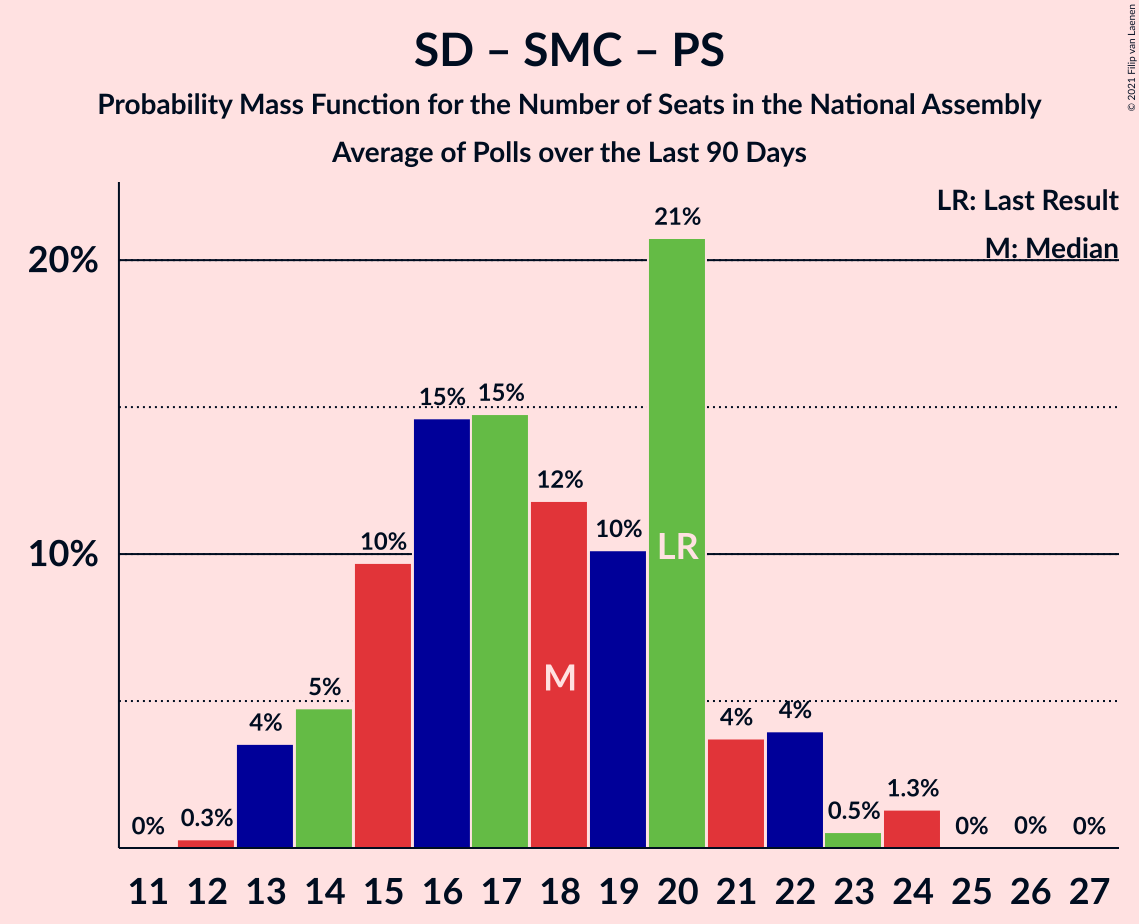 SD – SMC – PS
Probability Mass Function for the Number of Seats in the National Assembly
Average of Polls over the Last 90 Days
© 2021 Filip van Laenen
LR: Last Result
M: Median
20%
10%
0%
0.3%
4%
5%
10%
15%
15%
12%
10%
21%
4%
4%
0.5%
1.3%
0%
0%
0%
M
LR
11 12 13 14 15 16 17 18 19 20 21 22 23 24 25 26 27